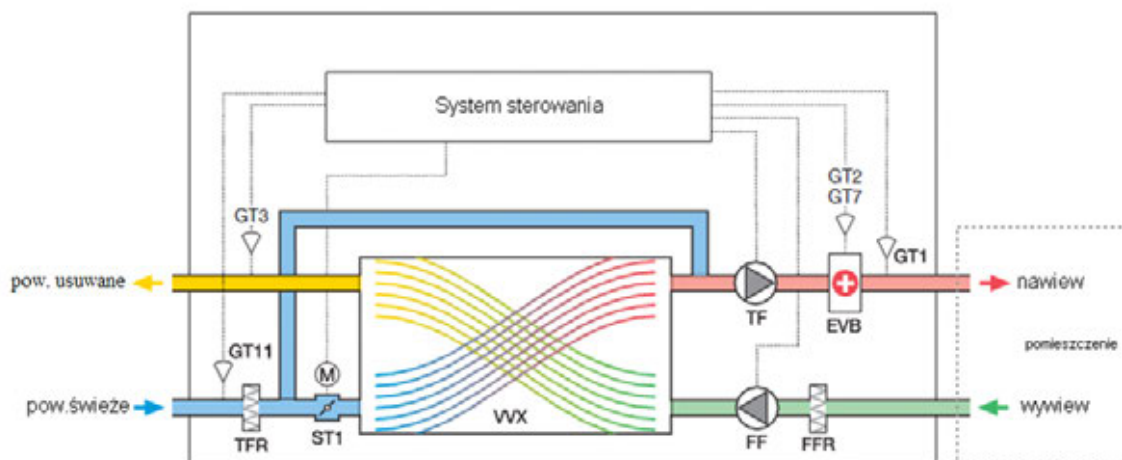 System sterowania
GT2
GT7
GT3
GT1
pow. usuwane
nawiew
TF
EVB
pomieszczenie
GT11
M
pow.świeże
wywiew
TFR
ST1
VVX
FF
FFR